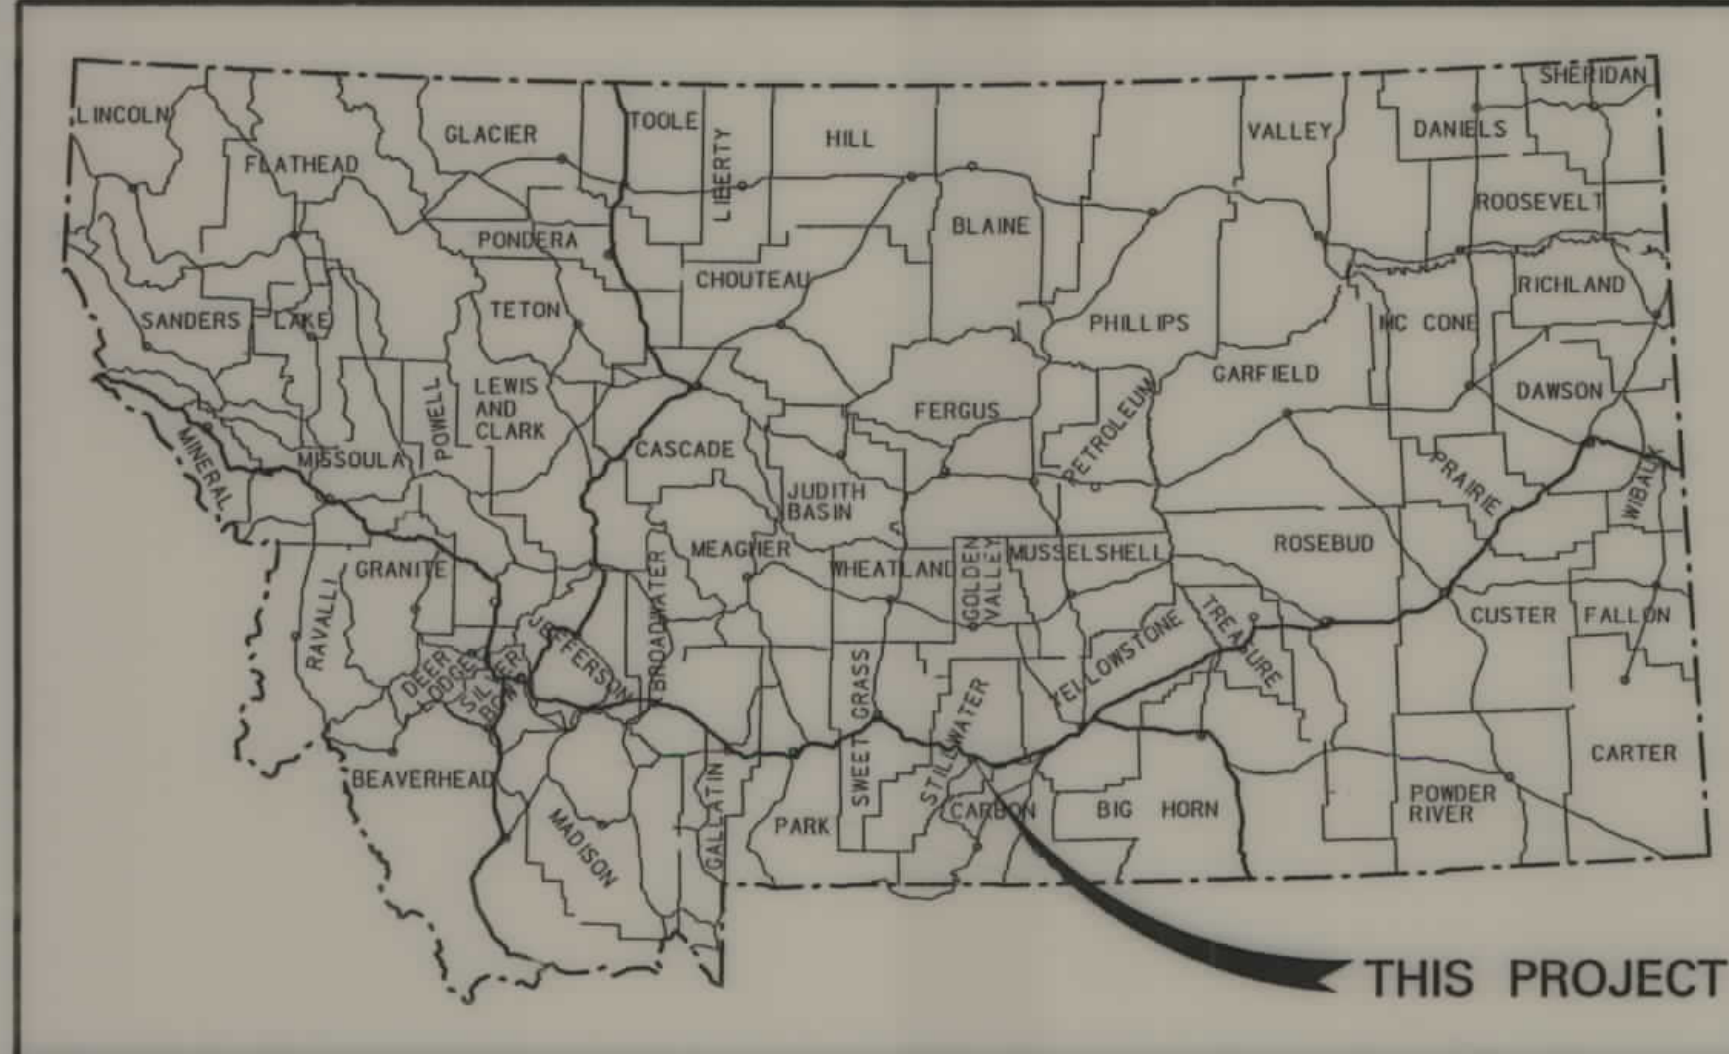 SHERIDAN
LINCOLN
TOOLE
GLACIER
HILL
VALLEY
DANIELS
FLATHEAD
LIBERTY
ROOSEVELT
BLAINE
PONDERA
CHOUTEAU
RICHLAND
TETON
SANDERS
LAKE
PHILLIPS
MC CONE
GARFIELD
LEWIS
AND
CLARK
POWELL
DAWSON
FERGUS
PETROLEUM
CASCADE
MINERAL
MISSOULA
JUDITH
BASIN
PRAIRIE
WIBAUX
MEAGHER
GOLDEN
VALLEY
MUSSELSHELL
ROSEBUD
GRANITE
WHEATLAND
BROADWATER
RAVALLI
JEFFERSON
TREASURE
CUSTER
FALLON
YELLOWSTONE
DEER
LODGE
SILVER
BOW
SWEET GRASS
STILLWATER
CARTER
BEAVERHEAD
GALLATIN
MADISON
PARK
CARBON
BIG HORN
POWDER
RIVER
THIS PROJECT